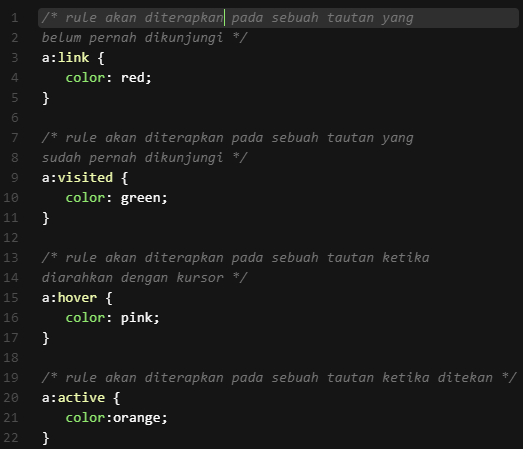 1 /* rule akan diterapkan pada sebuah tautan yang
2 belum pernah dikunjungi */
3 a:link {
4    color: red;
5 }
6
7 /* rule akan diterapkan pada sebuah tautan yang
8 sudah pernah dikunjungi */
9 a:visited {
10    color: green;
11 }
12
13 /* rule akan diterapkan pada sebuah tautan ketika
14 diarahkan dengan kursor */
15 a:hover {
16    color: pink;
17 }
18
19 /* rule akan diterapkan pada sebuah tautan ketika ditekan */
20 a:active {
21    color:orange;
22 }